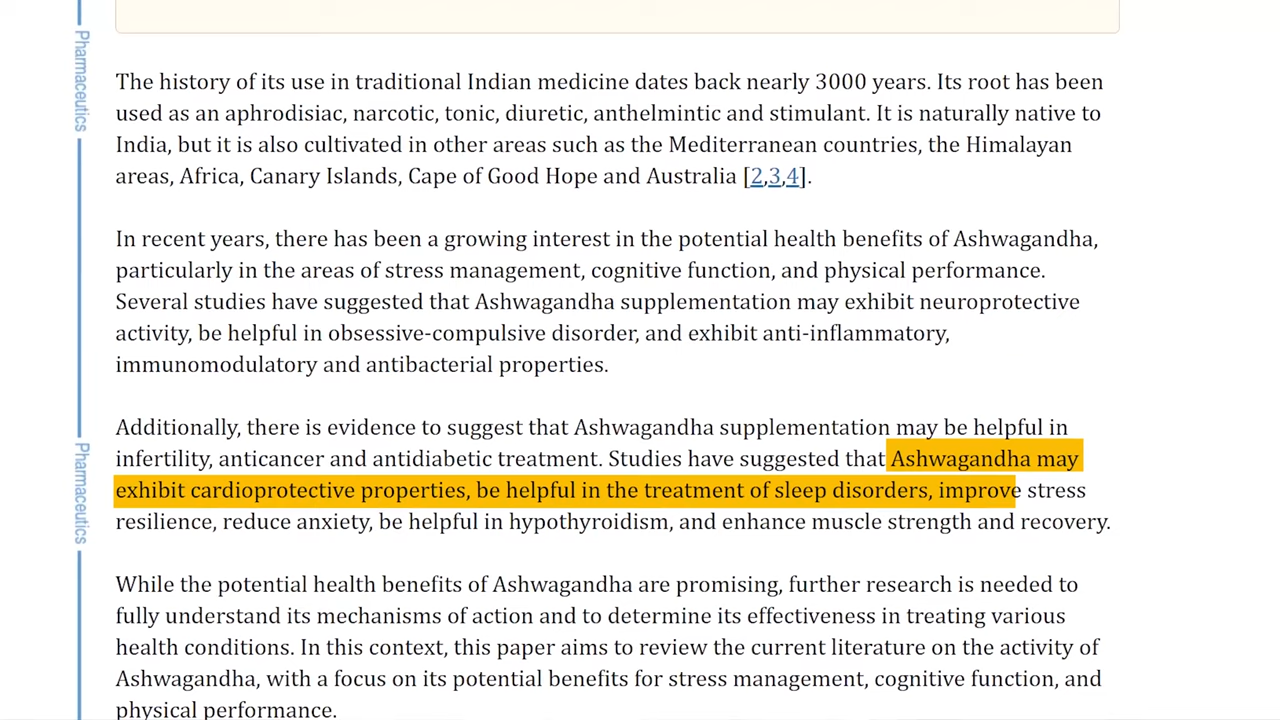 Pharmaceutics
The history of its use in traditional Indian medicine dates back nearly 3000 years. Its root has been
used as an aphrodisiac, narcotic, tonic, diuretic, anthelmintic and stimulant. It is naturally native to
India, but it is also cultivated in other areas such as the Mediterranean countries, the Himalayan
areas, Africa, Canary Islands, Cape of Good Hope and Australia [2,3,4].
In recent years, there has been a growing interest in the potential health benefits of Ashwagandha,
particularly in the areas of stress management, cognitive function, and physical performance.
Several studies have suggested that Ashwagandha supplementation may exhibit neuroprotective
activity, be helpful in obsessive-compulsive disorder, and exhibit anti-inflammatory,
immunomodulatory and antibacterial properties.
Pharmaceutics
Additionally, there is evidence to suggest that Ashwagandha supplementation may be helpful in
infertility, anticancer and antidiabetic treatment. Studies have suggested that Ashwagandha may
exhibit cardioprotective properties, be helpful in the treatment of sleep disorders, improve stress
resilience, reduce anxiety, be helpful in hypothyroidism, and enhance muscle strength and recovery.
While the potential health benefits of Ashwagandha are promising, further research is needed to
fully understand its mechanisms of action and to determine its effectiveness in treating various
health conditions. In this context, this paper aims to review the current literature on the activity of
Ashwagandha, with a focus on its potential benefits for stress management, cognitive function, and
physical performance.